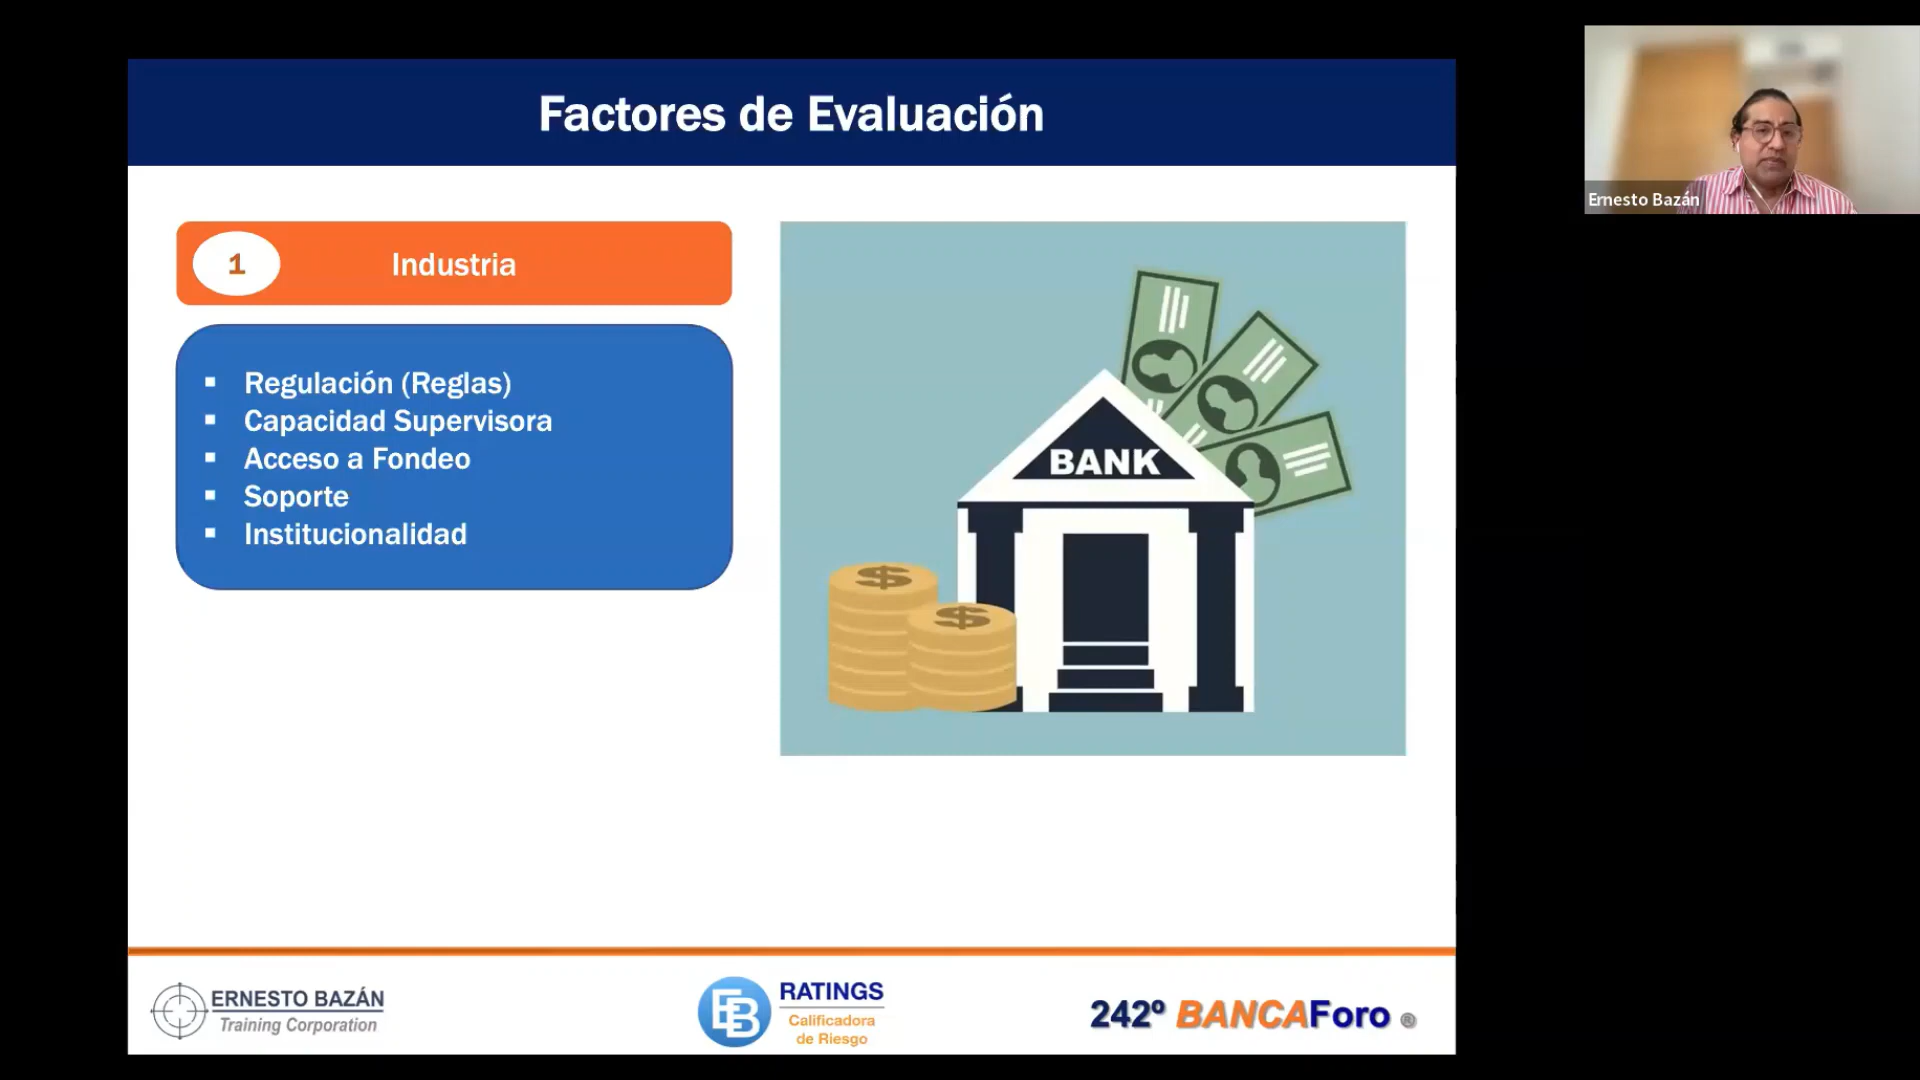 Factores de Evaluación
Ernesto Bazán
1
Industria
▪ Regulación (Reglas)
▪ Capacidad Supervisora
▪ Acceso a Fondeo
▪ Soporte
▪ Institucionalidad
BANK
$
$
ERNESTO BAZÁN
Training Corporation
EB
RATINGS
Calificadora
de Riesgo
242º BANCAForo ®